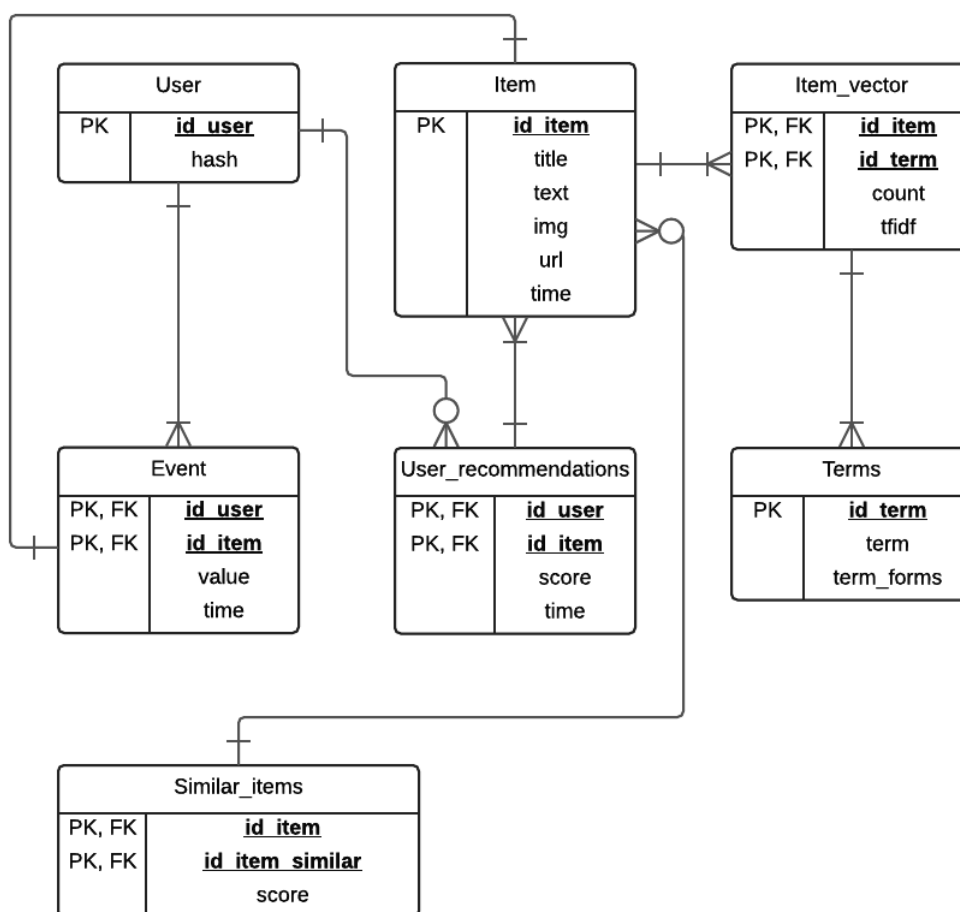 User
PK id_user
hash
Item
PK id_item
title
text
img
url
time
Item_vector
PK, FK id_item
PK, FK id_term
count
tfidf
Event
PK, FK id_user
PK, FK id_item
value
time
User_recommendations
PK, FK id_user
PK, FK id_item
score
time
Terms
PK id_term
term
term_forms
Similar_items
PK, FK id_item
PK, FK id_item_similar
score